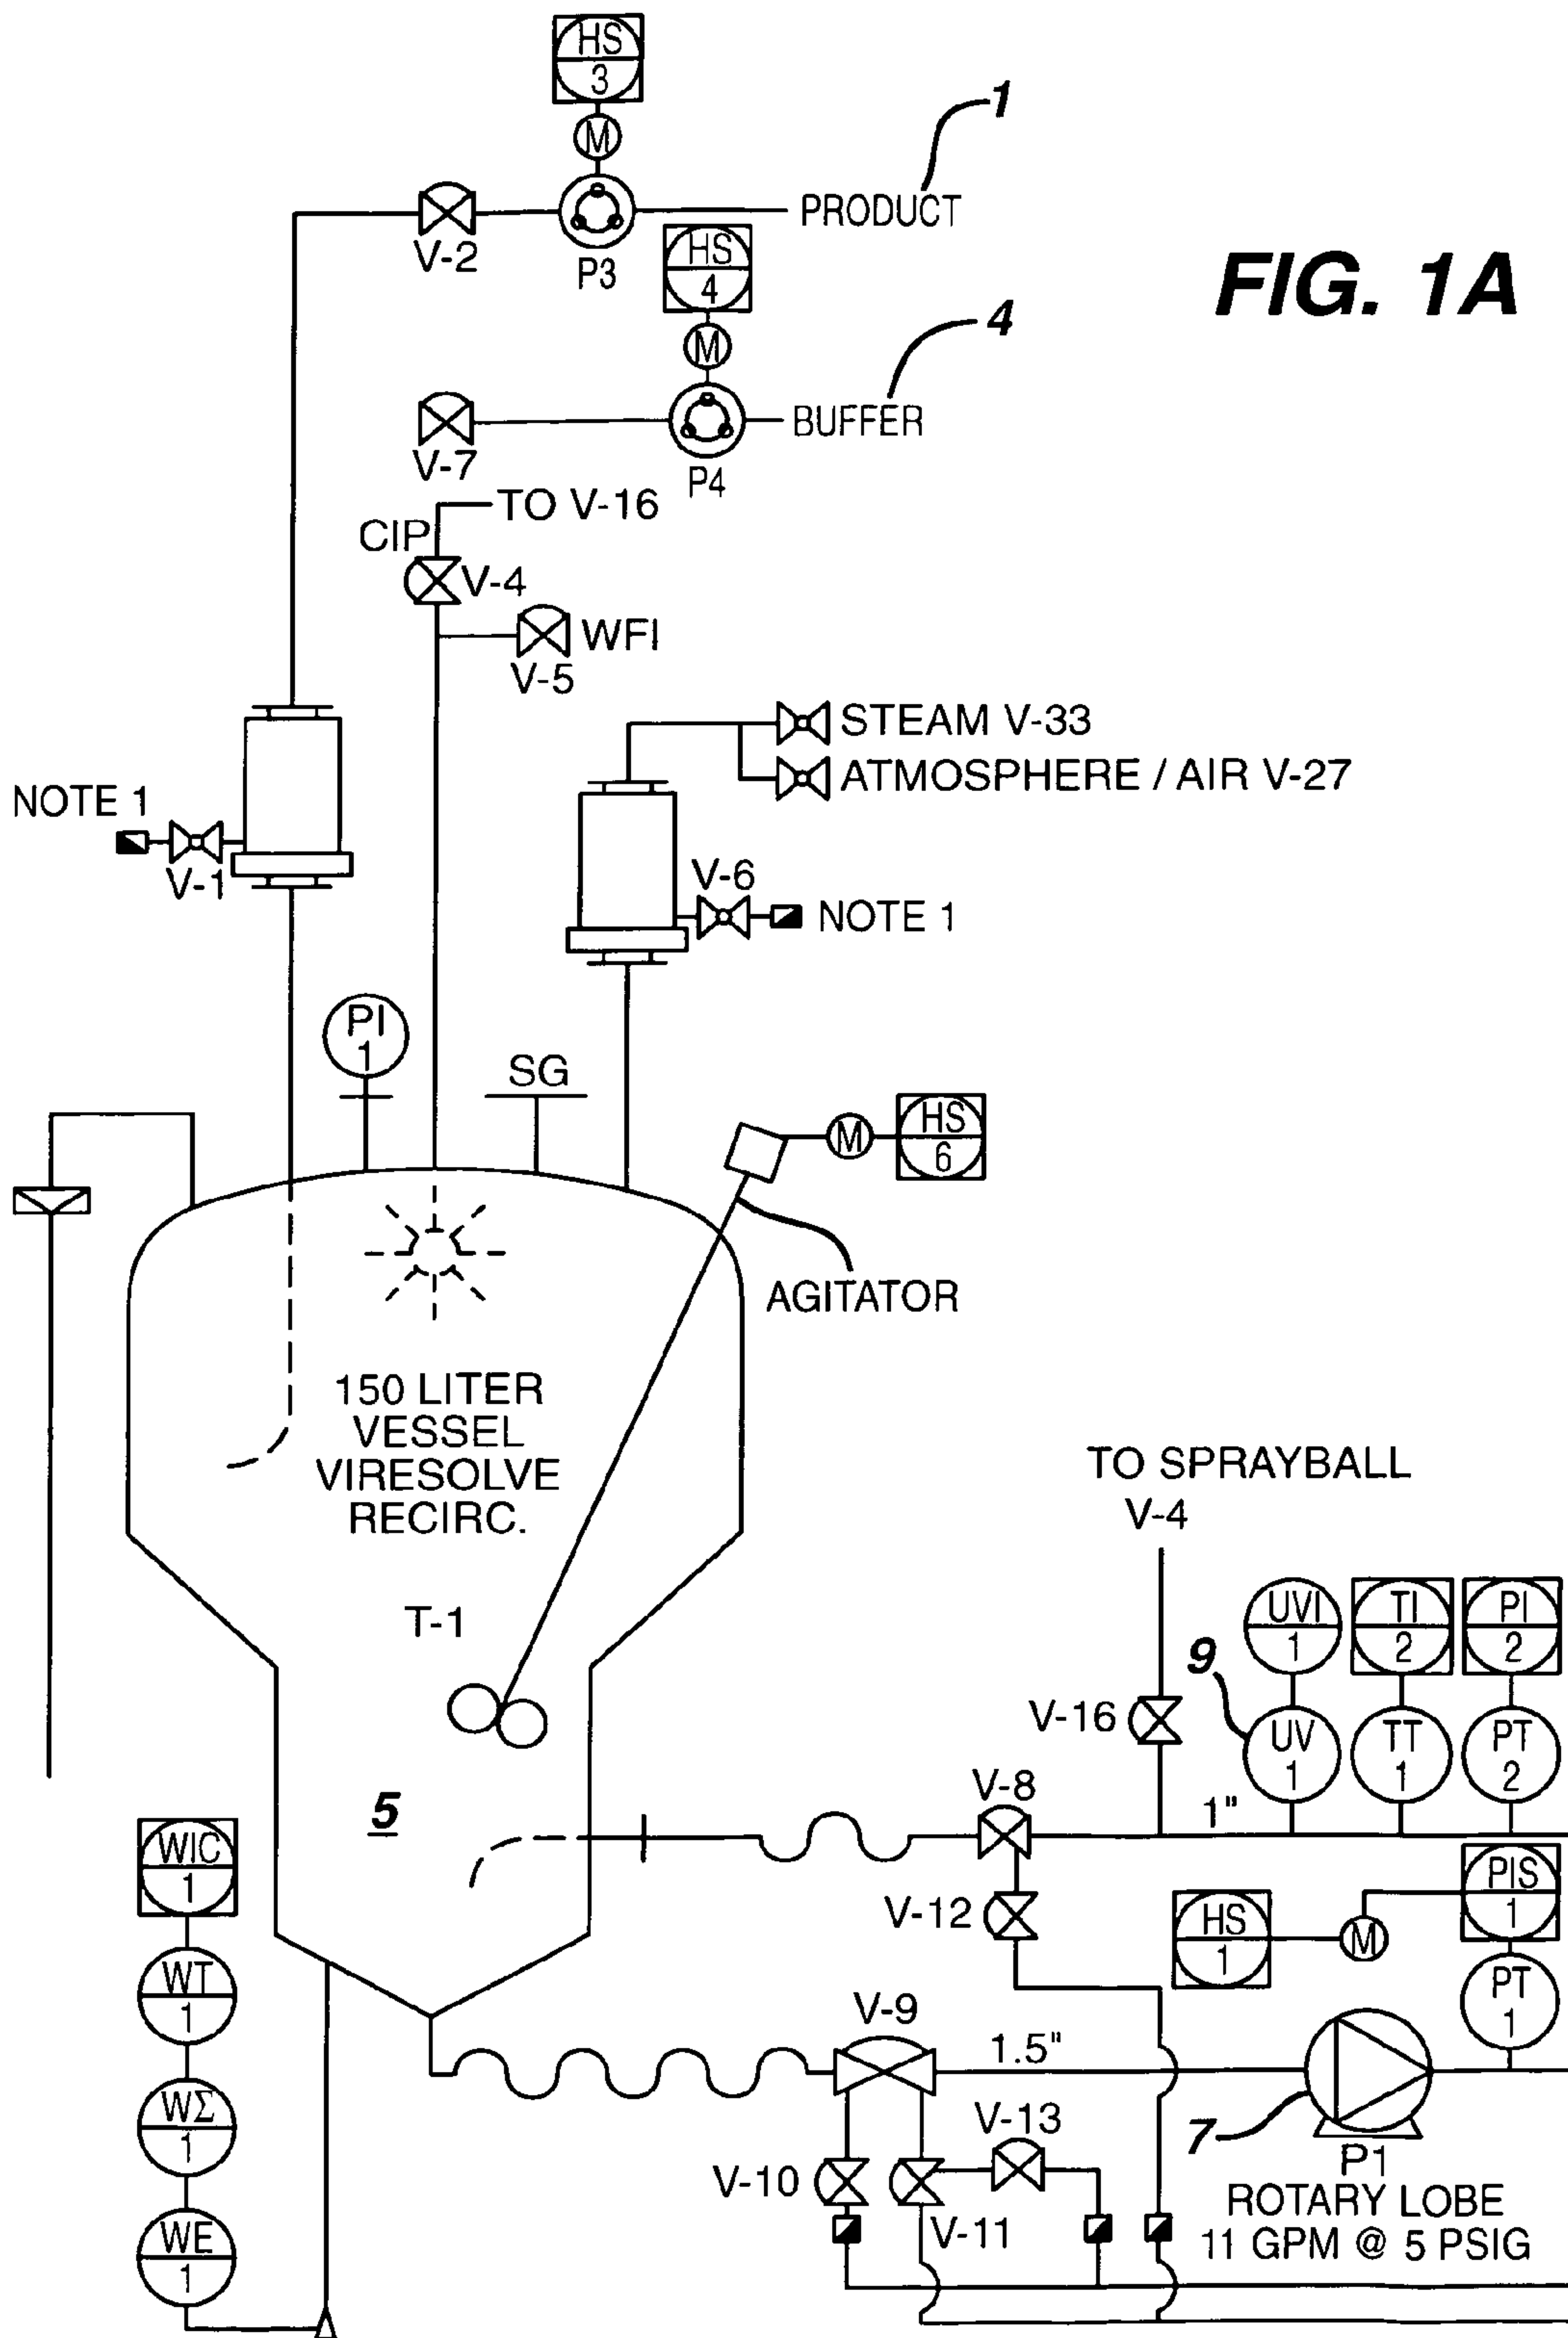 HS
3
M
1
PRODUCT
V-2
P3
HS
4
FIG. 1A
M
4
BUFFER
V-7
P4
TO V-16
CIP
V-4
WFI
V-5
STEAM V-33
ATMOSPHERE / AIR V-27
NOTE 1
V-1
V-6
NOTE 1
PI
1
SG
M
HS
6
AGITATOR
150 LITER
VESSEL
VIRESOLVE
RECIRC.
TO SPRAYBALL
V-4
T-1
UVI
1
TI
2
PI
2
9
V-16
UV
1
TT
1
PT
2
V-8
1"
5
WIC
1
V-12
HS
1
M
PIS
1
WT
1
PT
1
V-9
1.5"
WΣ
1
V-13
7
P1
V-10
V-11
ROTARY LOBE
11 GPM @ 5 PSIG
WE
1